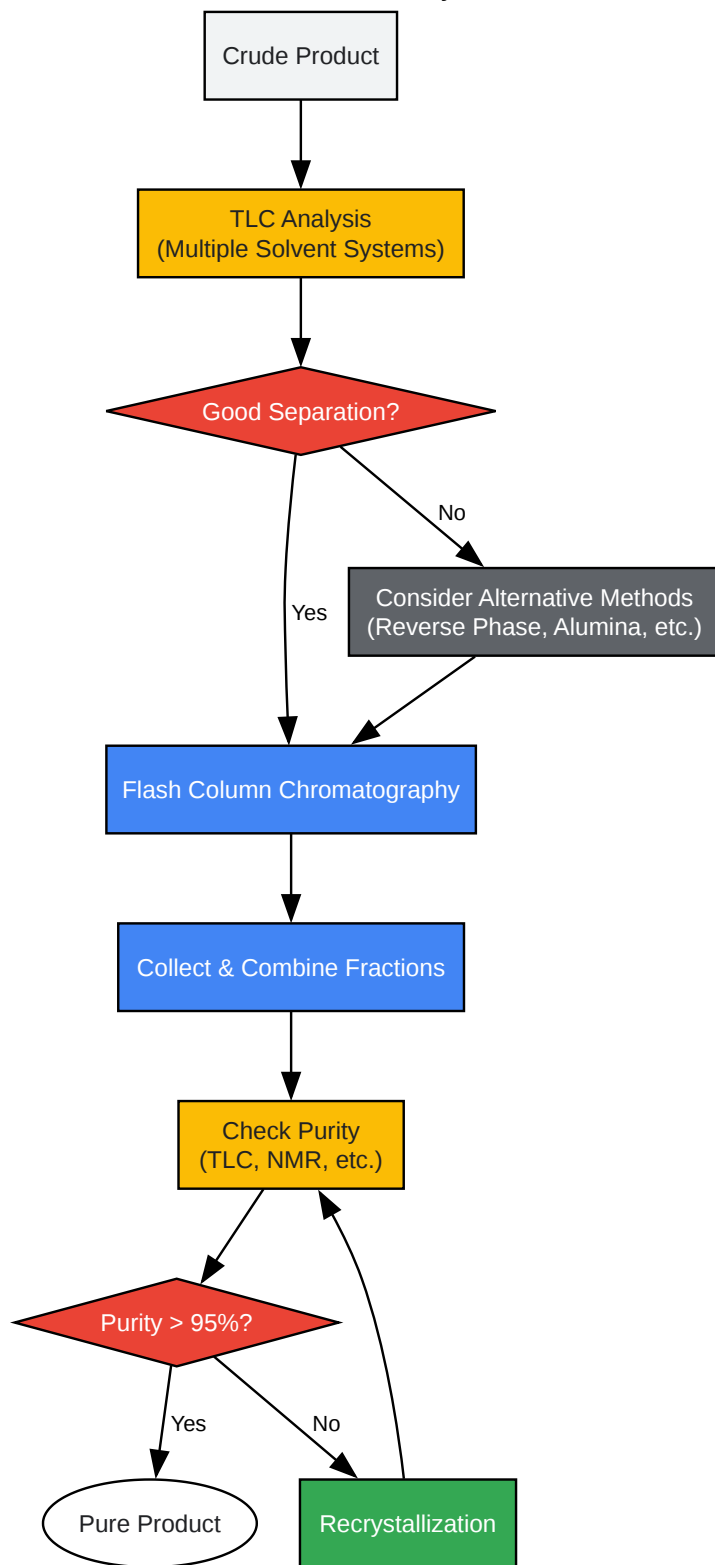 Crude Product
TLC Analysis
(Multiple Solvent Systems)
Good Separation?
No
Consider Alternative Methods
(Reverse Phase, Alumina, etc.)
Yes
Flash Column Chromatography
Collect & Combine Fractions
Check Purity
(TLC, NMR, etc.)
Purity > 95%?
Yes
No
Pure Product
Recrystallization